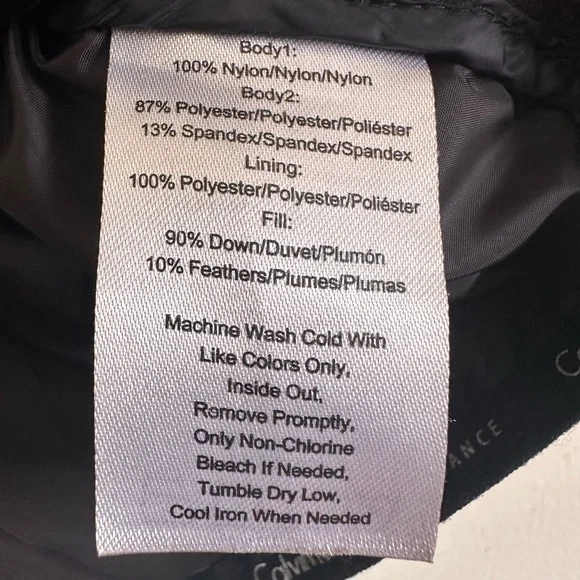 Body1:
100% Nylon/Nylon/Nylon
Body2:
87% Polyester/Polyester/Poliéster
13% Spandex/Spandex/Spandex
Lining:
100% Polyester/Polyester/Poliéster
Fill:
90% Down/Duvet/Plumón
10% Feathers/Plumes/Plumas
Machine Wash Cold With
Like Colors Only,
Inside Out,
Remove Promptly,
Only Non-Chlorine
Bleach If Needed,
Tumble Dry Low,
Cool Iron When Needed